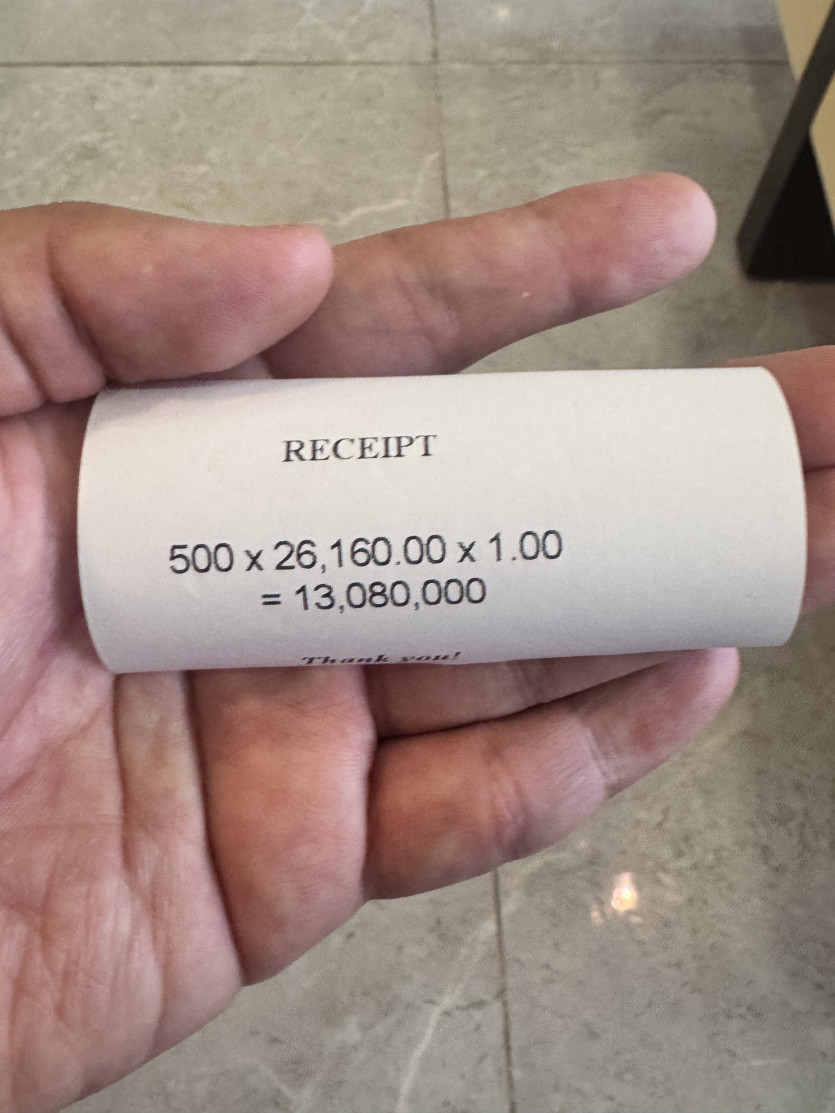 RECEIPT
500 x 26,160.00 x 1.00
= 13,080,000
Thank you!